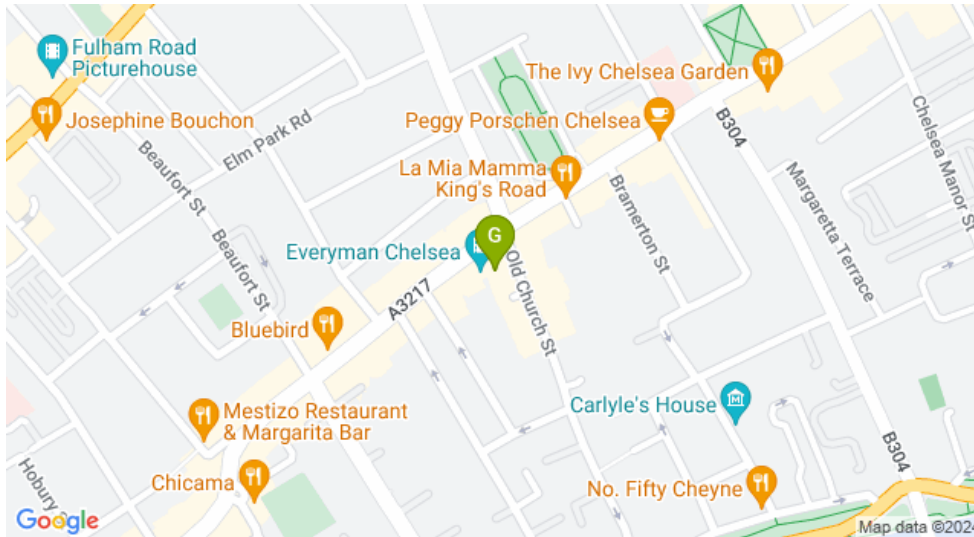 Fulham Road
Picturehouse
The Ivy Chelsea Garden
Josephine Bouchon
Elm Park Rd
Peggy Porschen Chelsea
B304
Chelsea Manor St
Beaufort St
La Mia Mamma
King's Road
Bramerton St
Margaretta Terrace
G
Everyman Chelsea
Old Church St
Beaufort St
A3217
Bluebird
Carlyle's House
Mestizo Restaurant
& Margarita Bar
B304
Chicama
No. Fifty Cheyne
Hobury
Google
Map data ©2024